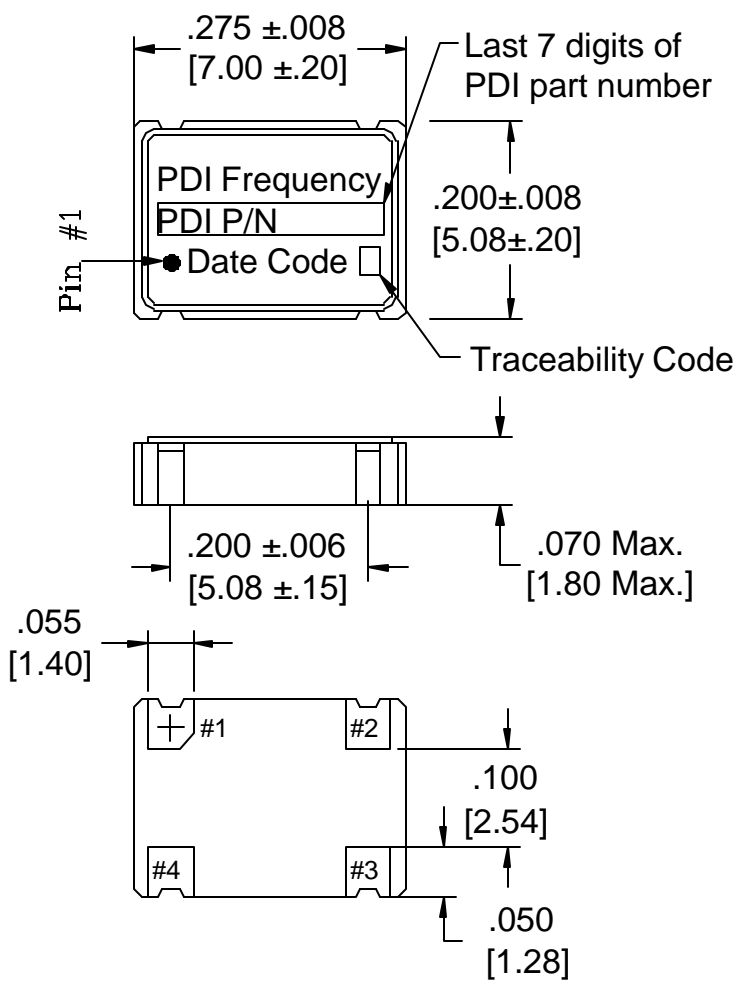 .275 ±.008
[7.00 ±.20]
Last 7 digits of
PDI part number
PDI Frequency
PDI P/N
Date Code
Pin #1
.200±.008
[5.08±.20]
Traceability Code
.200 ±.006
[5.08 ±.15]
.070 Max.
[1.80 Max.]
.055
[1.40]
#1
#2
.100
[2.54]
#4
#3
.050
[1.28]